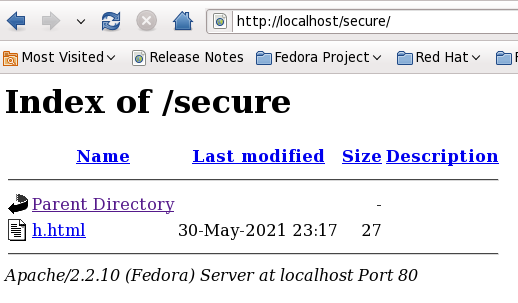 http://localhost/secure/
Most Visited Release Notes Fedora Project Red Hat F
Index of /secure
Name Last modified Size Description
Parent Directory -
h.html 30-May-2021 23:17 27
Apache/2.2.10 (Fedora) Server at localhost Port 80